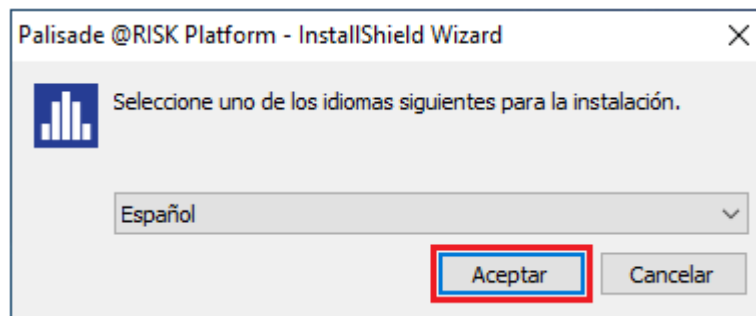 Palisade @RISK Platform - InstallShield Wizard
Seleccione uno de los idiomas siguientes para la instalación.
Español
Aceptar
Cancelar